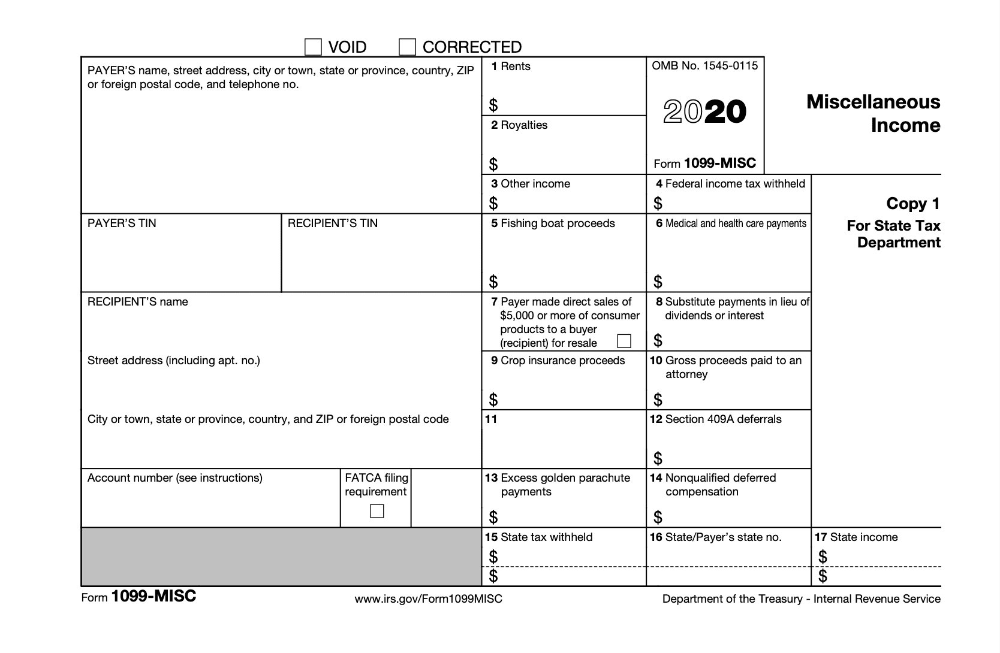 VOID CORRECTED
PAYER’S name, street address, city or town, state or province, country, ZIP
or foreign postal code, and telephone no.
1 Rents
$
2 Royalties
$
OMB No. 1545-0115
2020
Form 1099-MISC
Miscellaneous
Income
3 Other income
$
4 Federal income tax withheld
$
Copy 1
For State Tax
Department
PAYER’S TIN
RECIPIENT’S TIN
5 Fishing boat proceeds
$
6 Medical and health care payments
$
RECIPIENT’S name
7 Payer made direct sales of
$5,000 or more of consumer
products to a buyer
(recipient) for resale
8 Substitute payments in lieu of
dividends or interest
$
Street address (including apt. no.)
9 Crop insurance proceeds
$
10 Gross proceeds paid to an
attorney
$
City or town, state or province, country, and ZIP or foreign postal code
11
12 Section 409A deferrals
$
Account number (see instructions)
FATCA filing
requirement
13 Excess golden parachute
payments
$
14 Nonqualified deferred
compensation
$
15 State tax withheld
$
$
16 State/Payer’s state no.
17 State income
$
$
Form 1099-MISC
www.irs.gov/Form1099MISC
Department of the Treasury - Internal Revenue Service